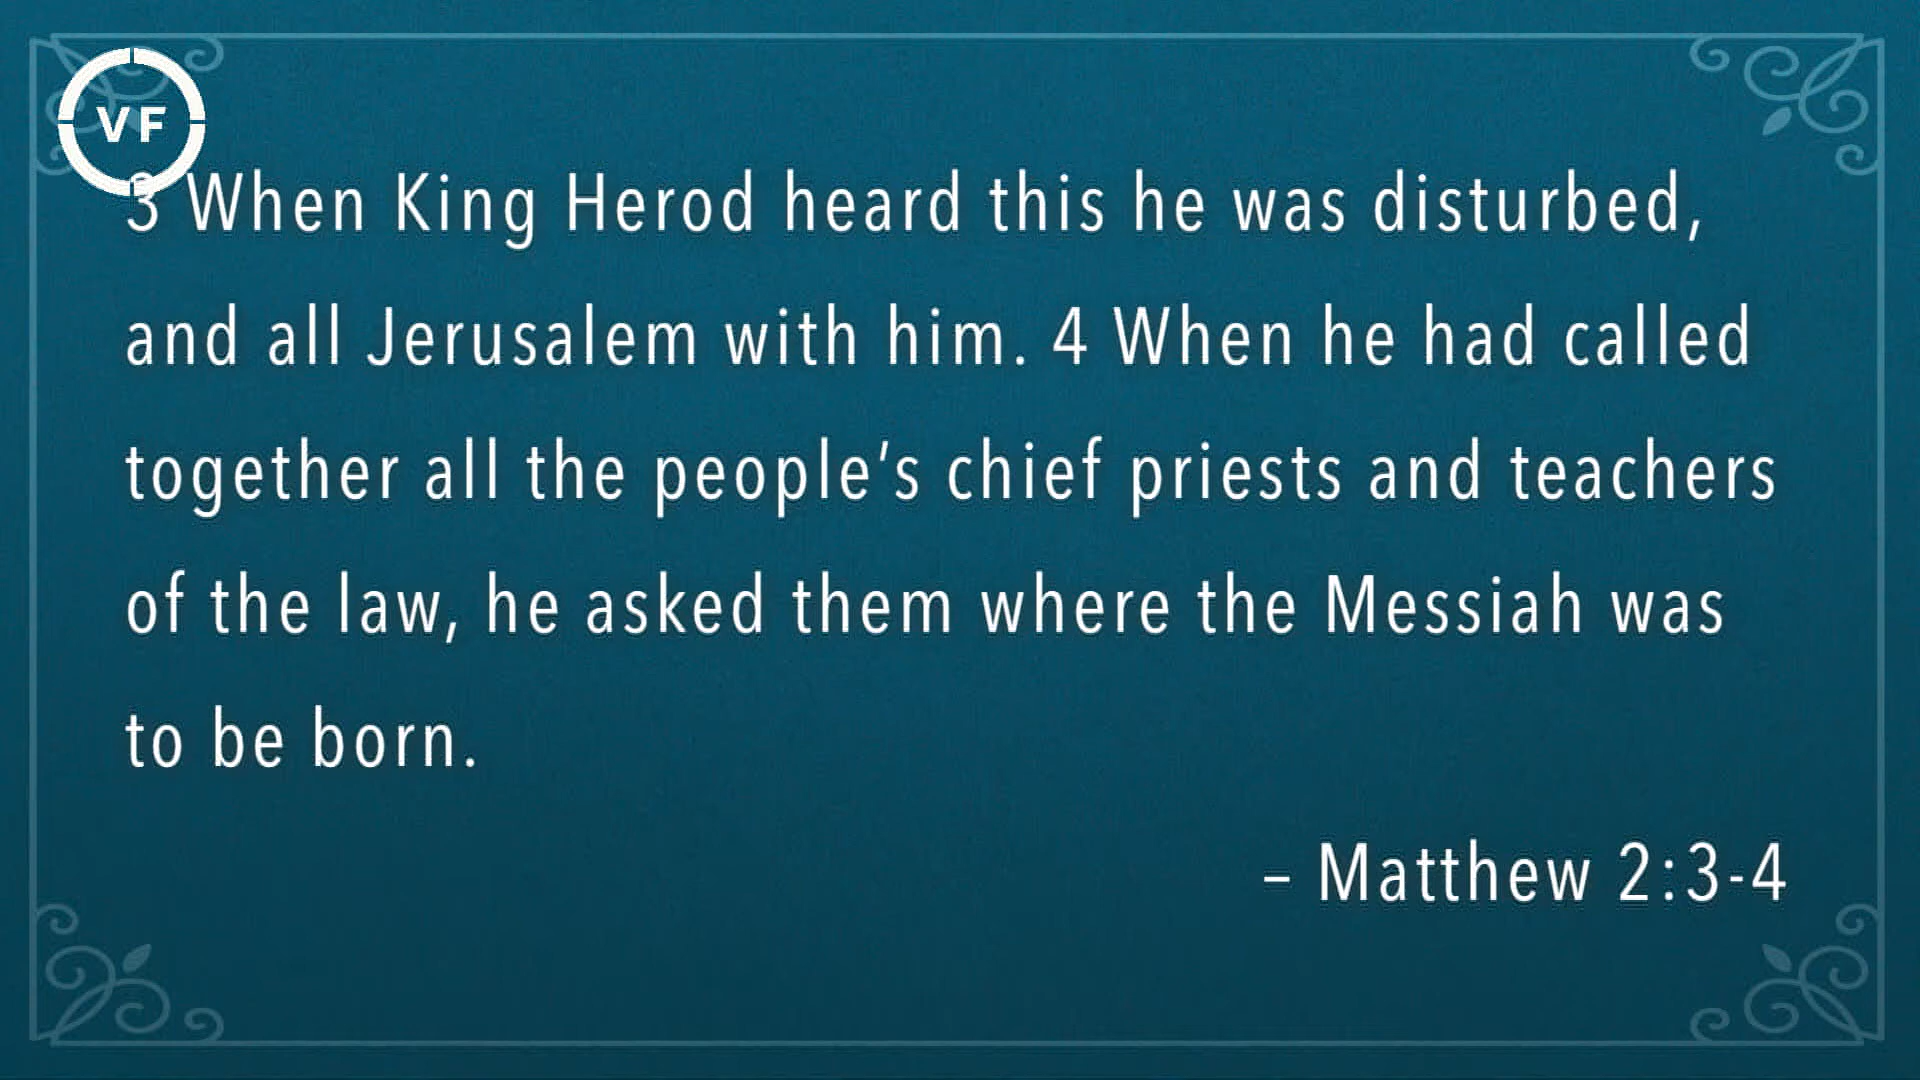 VF
3 When King Herod heard this he was disturbed,
and all Jerusalem with him. 4 When he had called
together all the people’s chief priests and teachers
of the law, he asked them where the Messiah was
to be born.
– Matthew 2:3-4